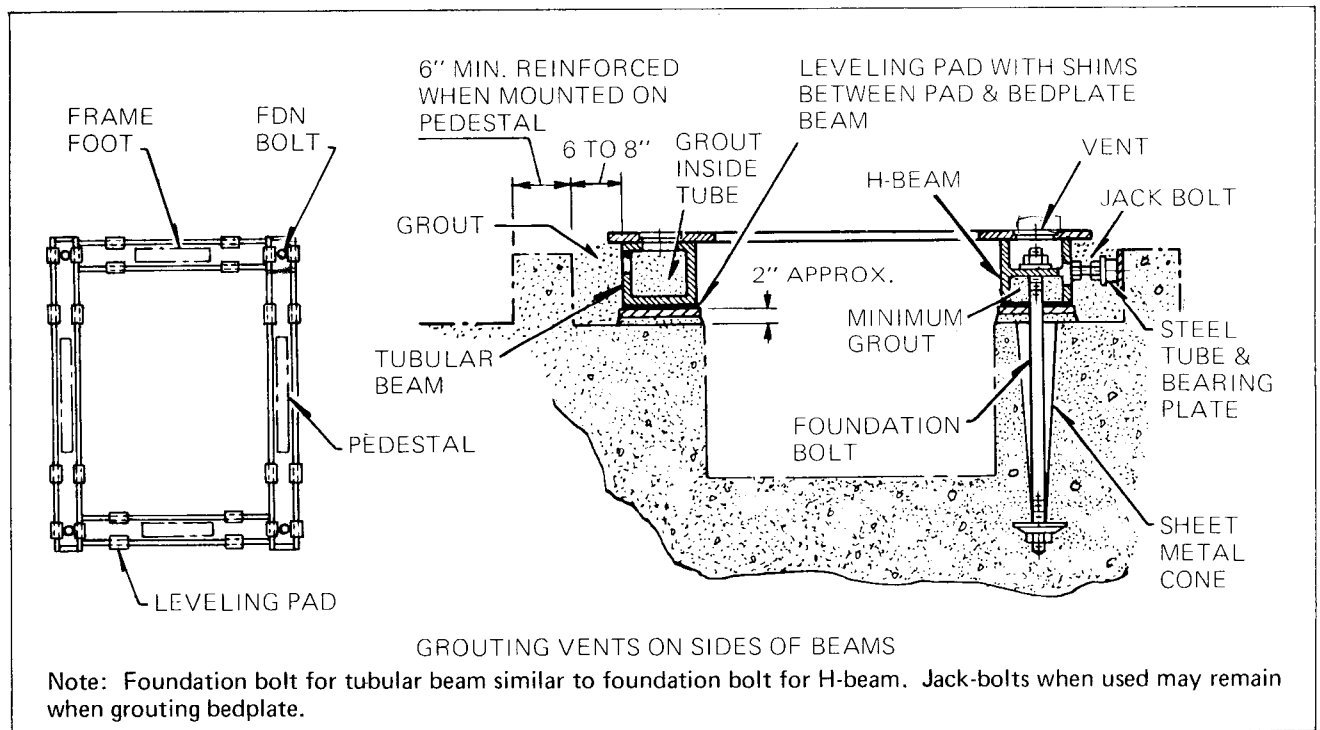 FRAME
FOOT
FDN
BOLT
PEDESTAL
LEVELING PAD
6" MIN. REINFORCED
WHEN MOUNTED ON
PEDESTAL
6 TO 8"
GROUT
GROUT
INSIDE
TUBE
LEVELING PAD WITH SHIMS
BETWEEN PAD & BEDPLATE
BEAM
VENT
H-BEAM
JACK BOLT
2" APPROX.
TUBULAR
BEAM
MINIMUM
GROUT
STEEL
TUBE &
BEARING
PLATE
FOUNDATION
BOLT
SHEET
METAL
CONE
GROUTING VENTS ON SIDES OF BEAMS
Note: Foundation bolt for tubular beam similar to foundation bolt for H-beam. Jack-bolts when used may remain
when grouting bedplate.